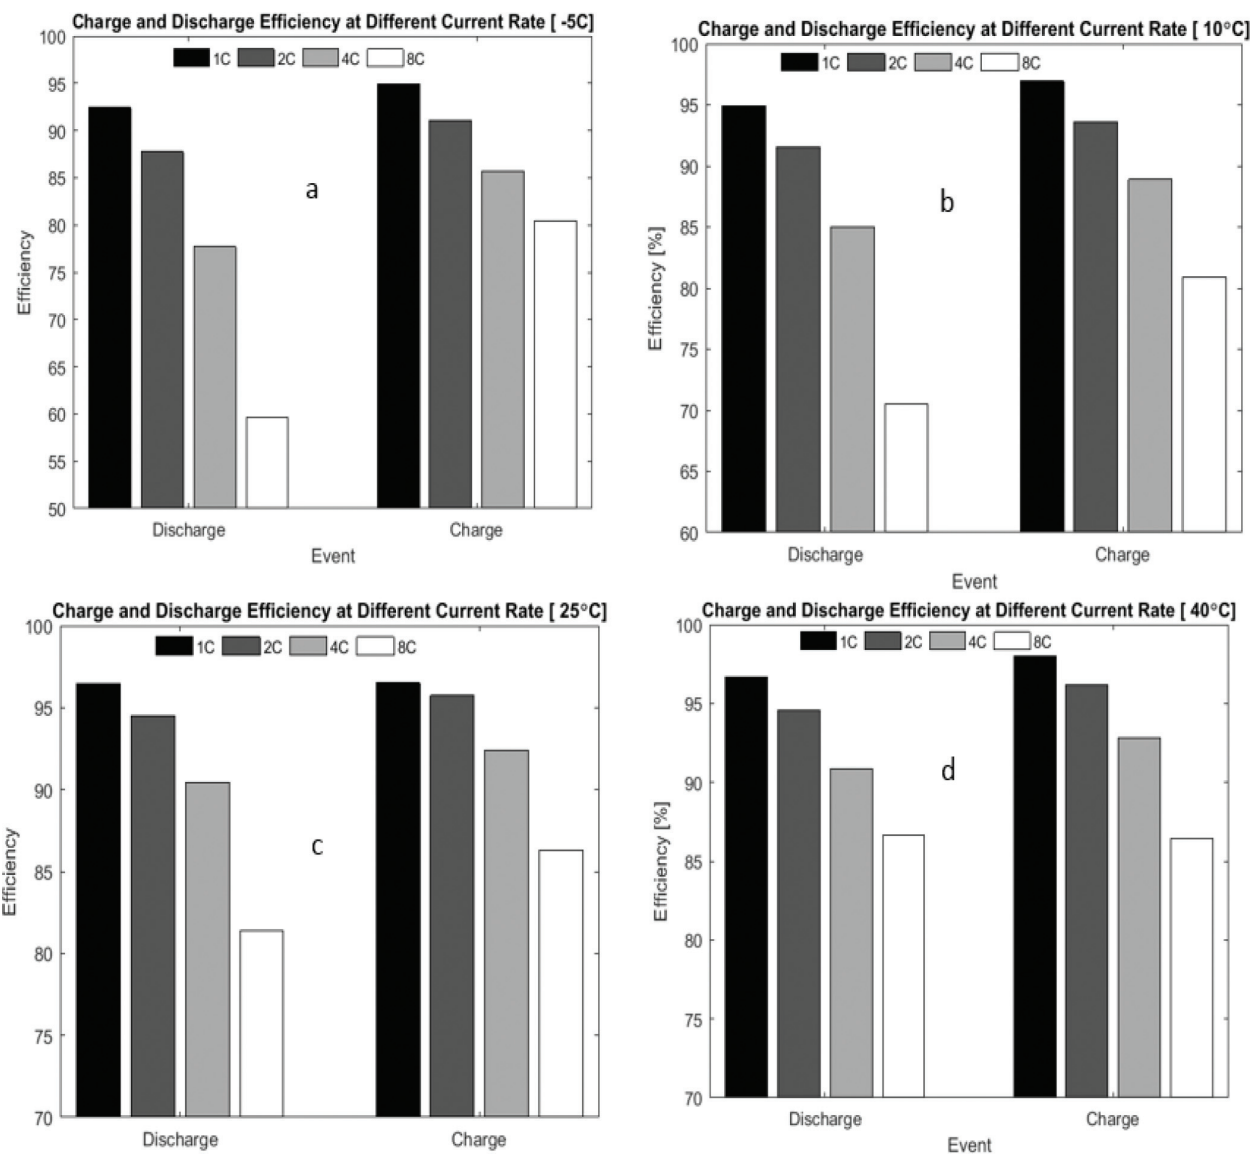 Charge and Discharge Efficiency at Different Current Rate [ -5C]
1C 2C 4C 8C
100
95
90
85
80
75
70
65
60
55
50
Efficiency
a
Discharge Charge
Event
Charge and Discharge Efficiency at Different Current Rate [ 10°C]
1C 2C 4C 8C
100
95
90
85
80
75
70
65
60
Efficiency [%]
b
Discharge Charge
Event
Charge and Discharge Efficiency at Different Current Rate [ 25°C]
1C 2C 4C 8C
100
95
90
85
80
75
70
Efficiency
c
Discharge Charge
Charge and Discharge Efficiency at Different Current Rate [ 40°C]
1C 2C 4C 8C
100
95
90
85
80
75
70
Efficiency [%]
d
Discharge Charge
Event